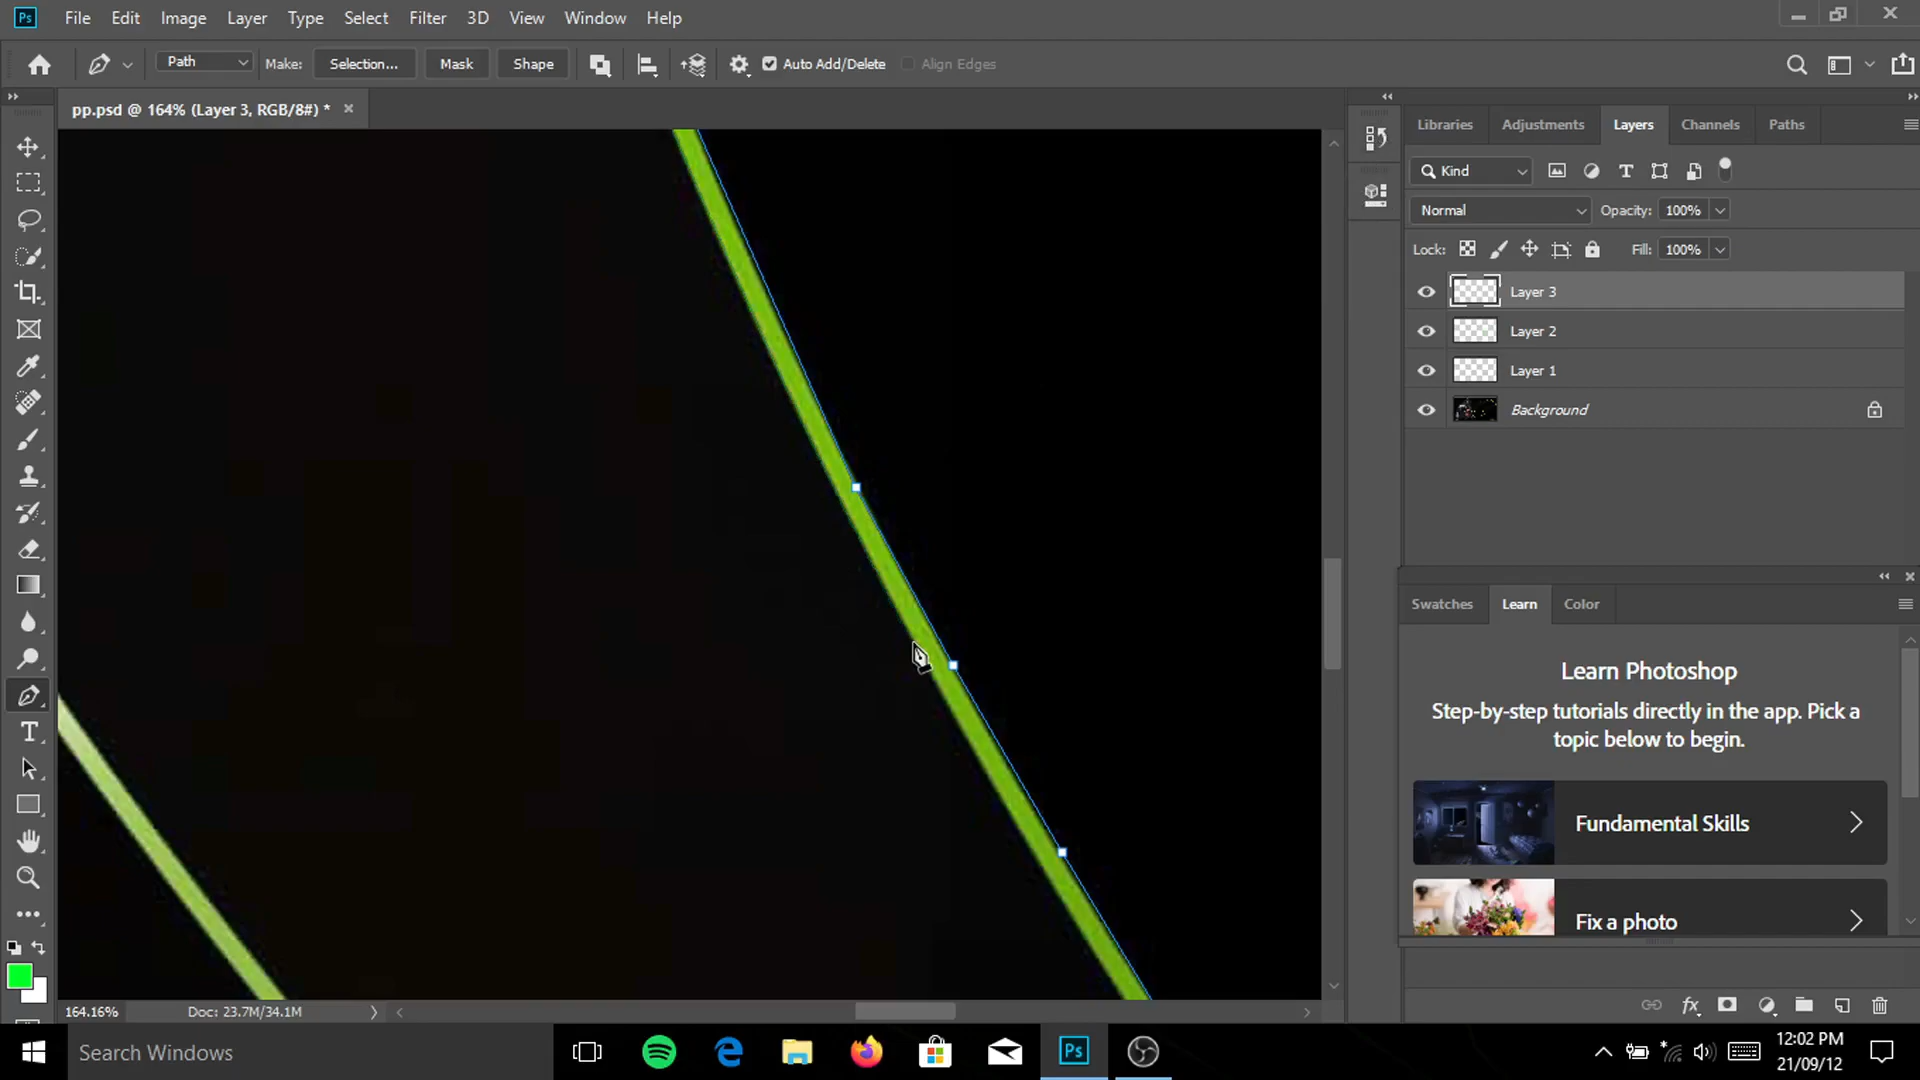 Ps File Edit Image Layer Type Select Filter 3D View Window Help
Path Make: Selection... Mask Shape Auto Add/Delete Align Edges
pp.psd @ 164% (Layer 3, RGB/8#) *
Libraries Adjustments Layers Channels Paths
Kind
Normal Opacity: 100%
Lock: Fill: 100%
Layer 3
Layer 2
Layer 1
Background
Swatches Learn Color
Learn Photoshop
Step-by-step tutorials directly in the app. Pick a
topic below to begin.
Fundamental Skills
Fix a photo
164.16% Doc: 23.7M/34.1M
Search Windows
Ps
12:02 PM
21/09/12